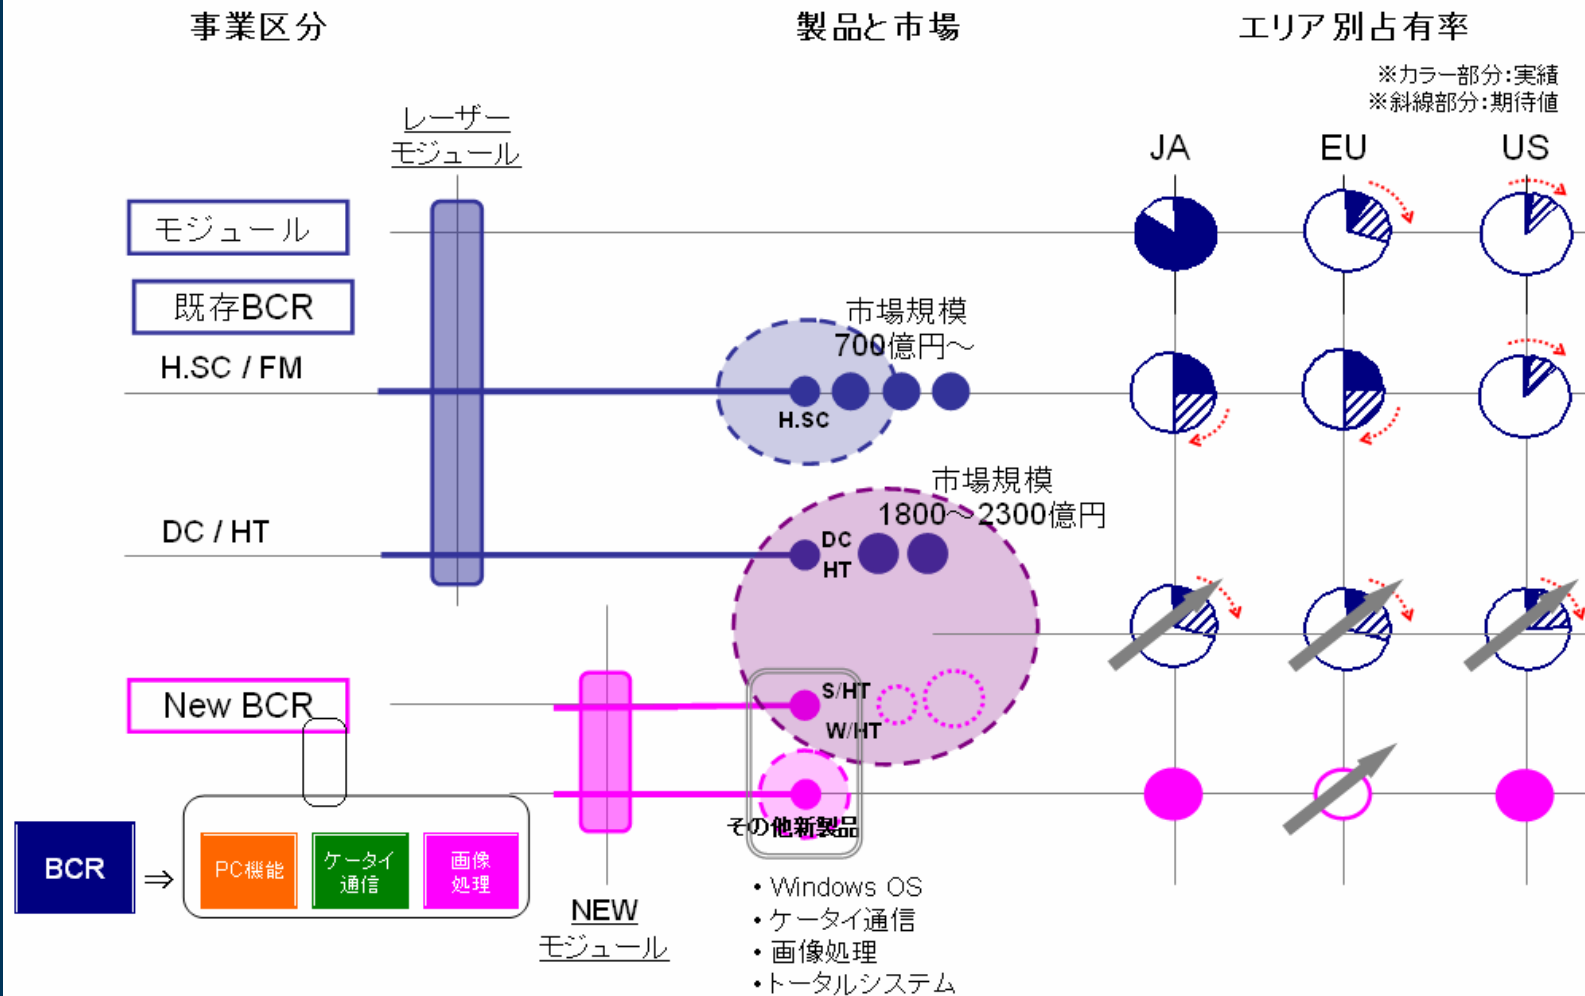 事業区分
製品と市場
エリア別占有率
※カラー部分:実績
※斜線部分:期待値
レーザー
モジュール
JA
EU
US
モジュール
既存BCR
市場規模
700億円～
H.SC / FM
H.SC
市場規模
1800～2300億円
DC / HT
DC
HT
New BCR
S/HT
W/HT
その他新製品
BCR
⇒
PC機能
ケータイ
通信
画像
処理
NEW
モジュール
・Windows OS
・ケータイ通信
・画像処理
・トータルシステム